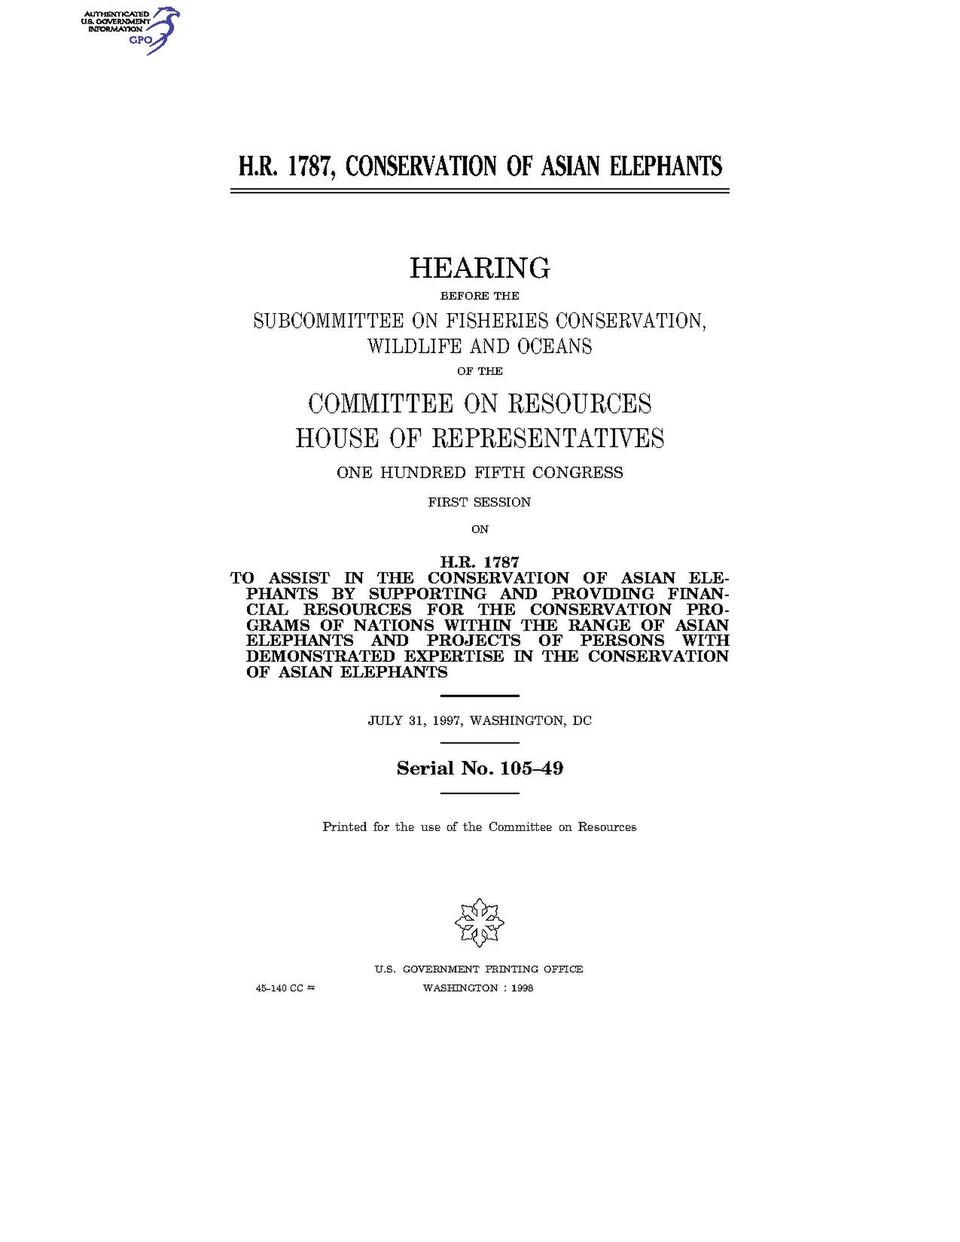 AUTHENTICATED
U.S. GOVERNMENT
INFORMATION
GPO
H.R. 1787, CONSERVATION OF ASIAN ELEPHANTS
HEARING
BEFORE THE
SUBCOMMITTEE ON FISHERIES CONSERVATION,
WILDLIFE AND OCEANS
OF THE
COMMITTEE ON RESOURCES
HOUSE OF REPRESENTATIVES
ONE HUNDRED FIFTH CONGRESS
FIRST SESSION
ON
H.R. 1787
TO ASSIST IN THE CONSERVATION OF ASIAN ELE-
PHANTS BY SUPPORTING AND PROVIDING FINAN-
CIAL RESOURCES FOR THE CONSERVATION PRO-
GRAMS OF NATIONS WITHIN THE RANGE OF ASIAN
ELEPHANTS AND PROJECTS OF PERSONS WITH
DEMONSTRATED EXPERTISE IN THE CONSERVATION
OF ASIAN ELEPHANTS
JULY 31, 1997, WASHINGTON, DC
Serial No. 105–49
Printed for the use of the Committee on Resources
U.S. GOVERNMENT PRINTING OFFICE
45–140 CC WASHINGTON : 1998